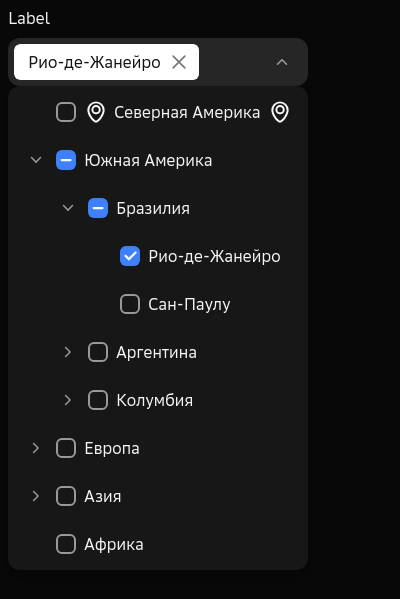 Label
Рио-де-Жанейро
Северная Америка
Южная Америка
Бразилия
Рио-де-Жанейро
Сан-Паулу
Аргентина
Колумбия
Европа
Азия
Африка